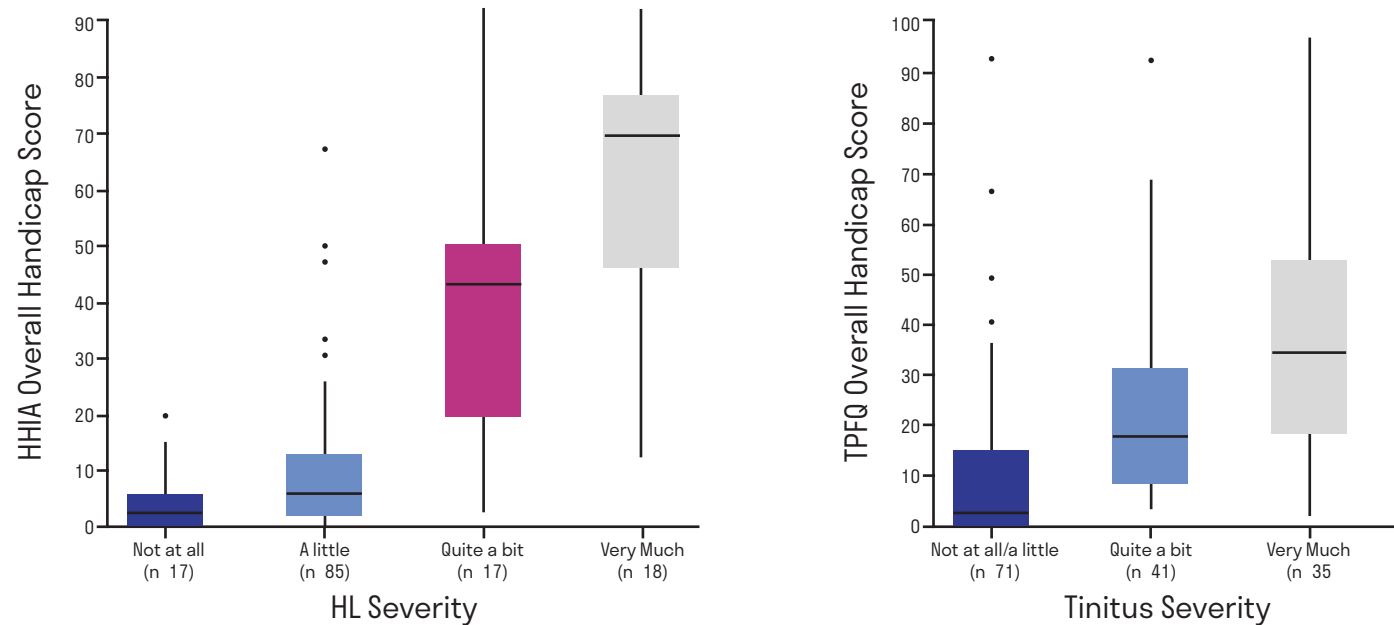 HHIA Overall Handicap Score
90
80
70
60
50
40
30
20
10
0
Not at all
(n 17)
A little
(n 85)
Quite a bit
(n 17)
Very Much
(n 18)
HL Severity
TPFQ Overall Handicap Score
100
90
80
70
60
50
40
30
20
10
0
Not at all/a little
(n 71)
Quite a bit
(n 41)
Very Much
(n 35
Tinitus Severity